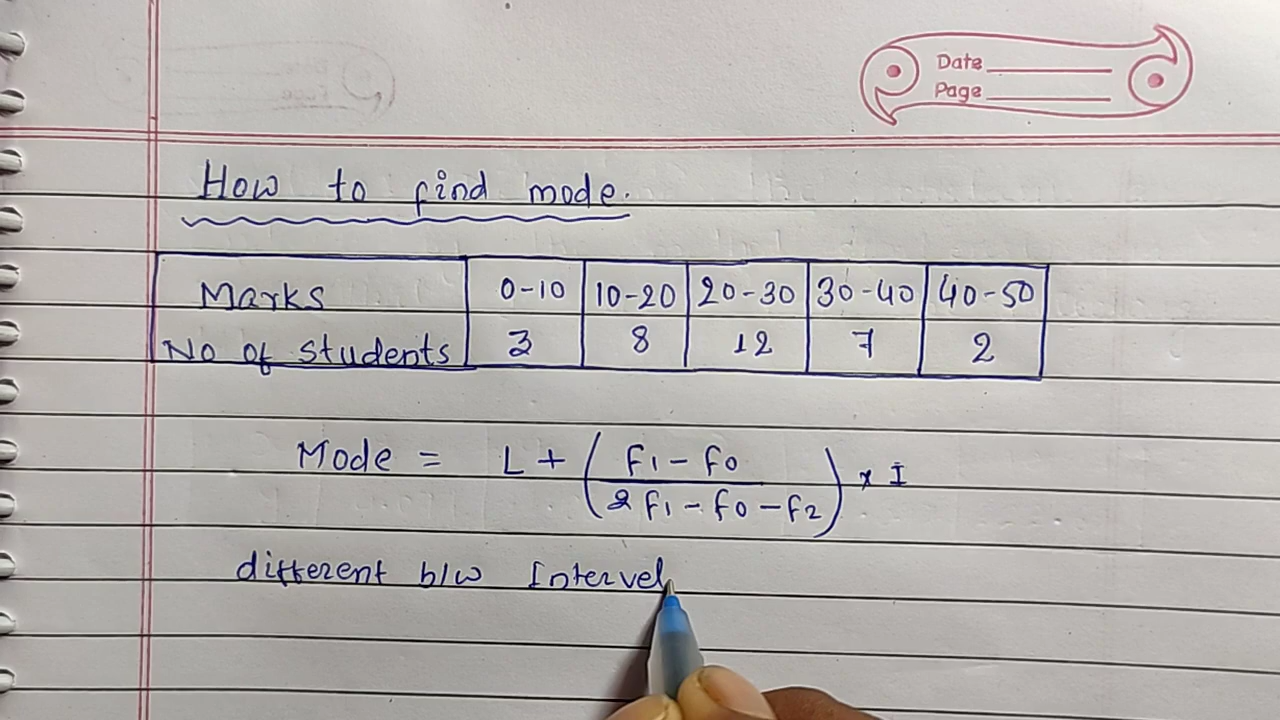 Date
Page
How to find mode.
Marks 0-10 10-20 20-30 30-40 40-50
No of students 3 8 12 7 2
Mode = L + (f1 - f0 / 2f1 - f0 - f2) × I
different b/w Intervel